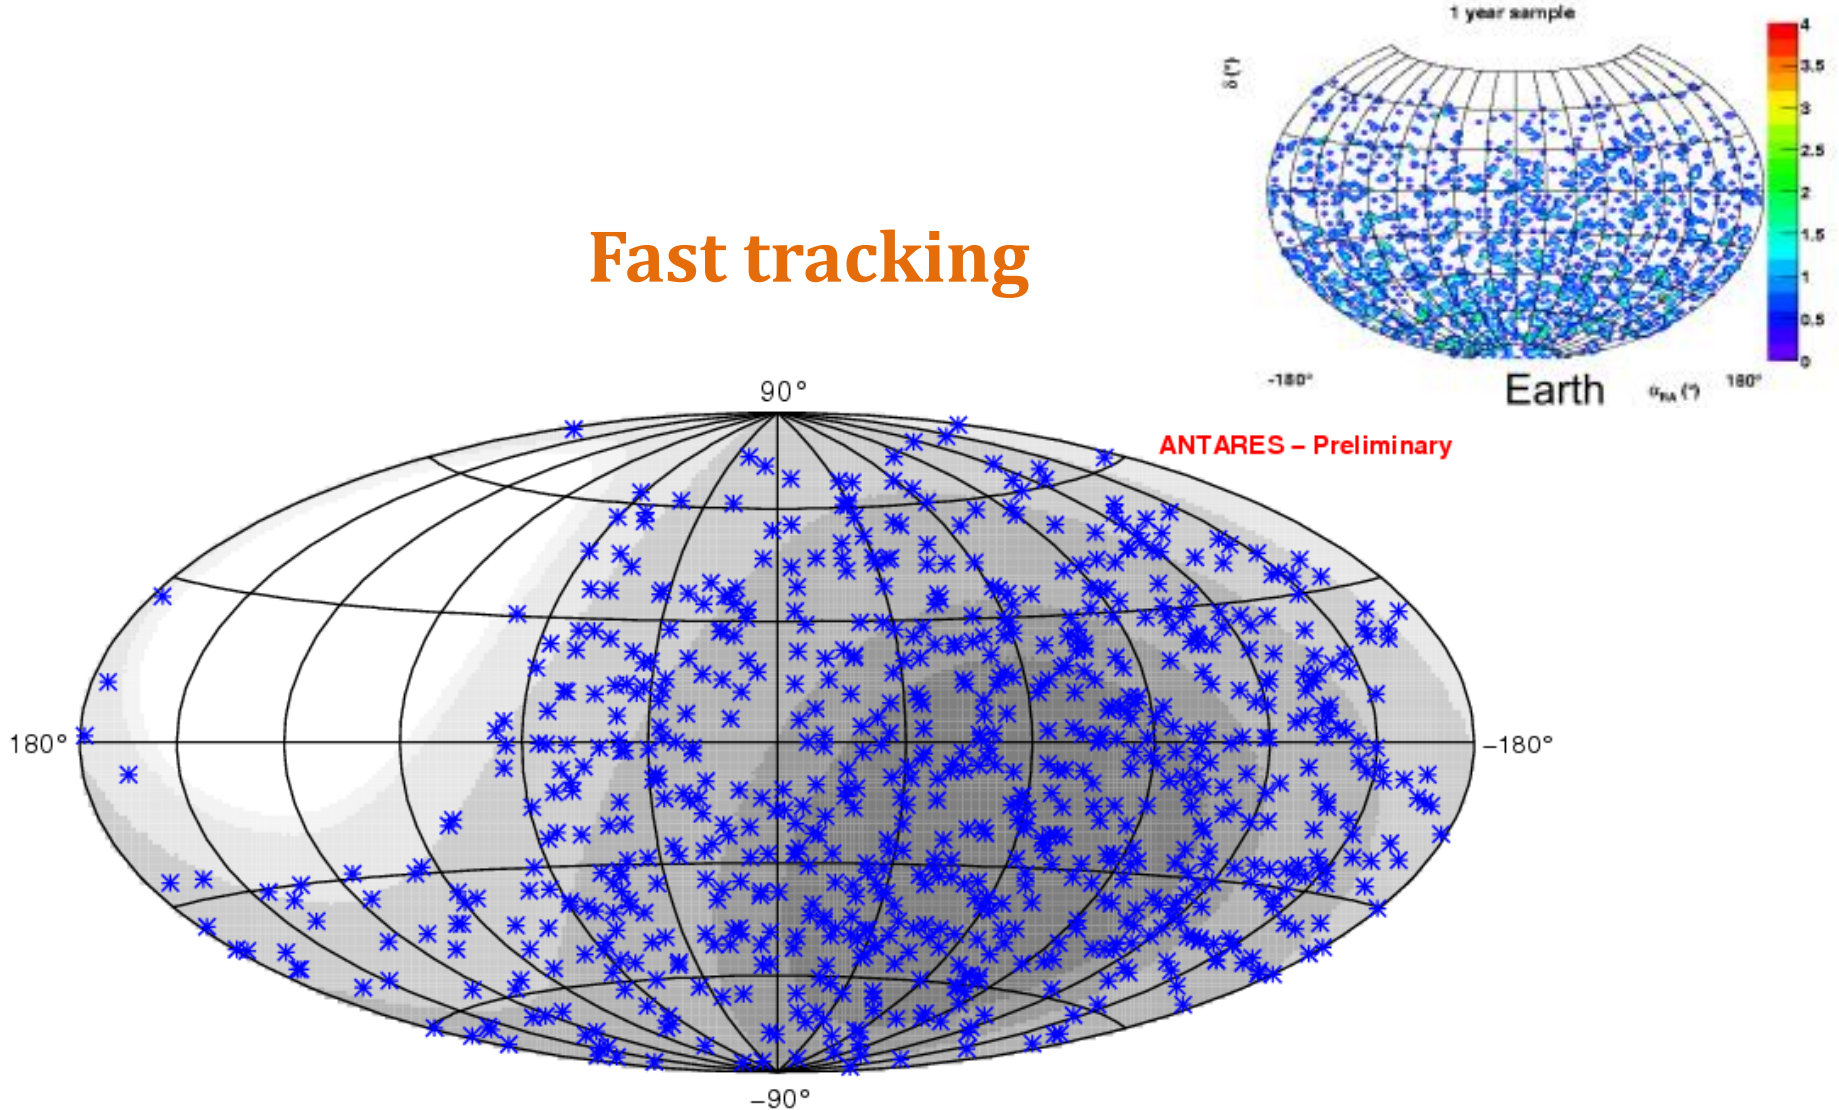 1 year sample
4
δ (°)
3.5
3
2.5
Fast tracking
2
1.5
1
0.5
0
-180°
Earth
αRA (°)
180°
90°
ANTARES – Preliminary
180°
−180°
−90°